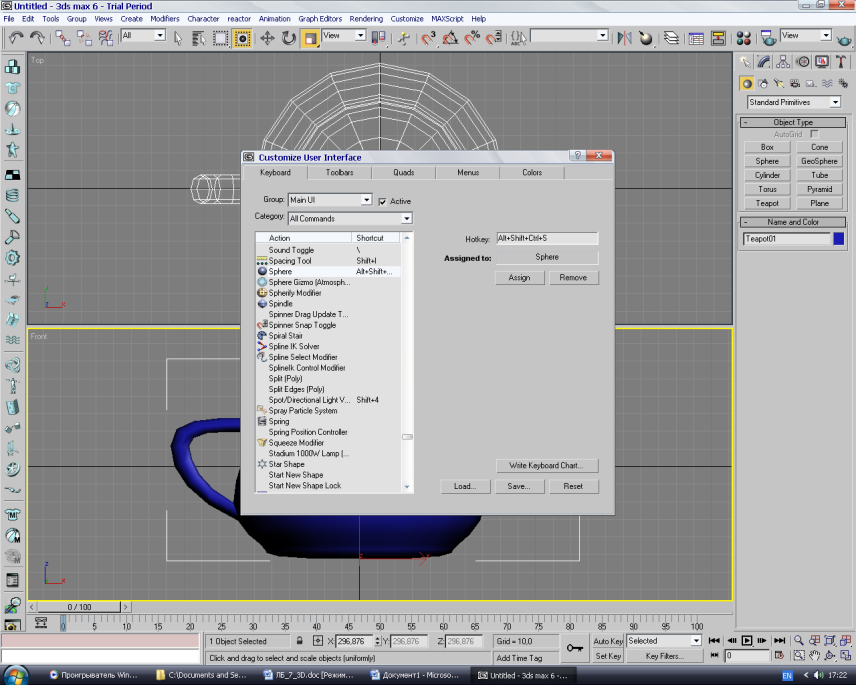 Untitled - 3ds max 6 - Trial Period
File Edit Tools Group Views Create Modifiers Character reactor Animation Graph Editors Rendering Customize MAXScript Help
All View View
Top
Standard Primitives
- Object Type
AutoGrid
Box Cone
Sphere GeoSphere
Cylinder Tube
Torus Pyramid
Teapot Plane
- Name and Color
Teapot01
Customize User Interface
Keyboard Toolbars Quads Menus Colors
Group: Main UI Active
Category: All Commands
Action Shortcut
Sound Toggle \
Spacing Tool Shift+I
Sphere Alt+Shift+...
Sphere Gizmo (Atmosph...
Spherify Modifier
Spindle
Spinner Drag Update T...
Spinner Snap Toggle
Spiral Stair
Spline IK Solver
Spline Select Modifier
SplineIk Control Modifier
Split (Poly)
Split Edges (Poly)
Spot/Directional Light V... Shift+4
Spray Particle System
Spring
Spring Position Controller
Squeeze Modifier
Stadium 1000W Lamp (...
Star Shape
Start New Shape
Start New Shape Lock
Hotkey: Alt+Shift+Ctrl+S
Assigned to: Sphere
Assign Remove
Write Keyboard Chart...
Load... Save... Reset
z x
Front
z x
0 / 100
0 5 10 15 20 25 30 35 40 45 50 55 60 65 70 75 80 85 90 95 100
1 Object Selected X: 296,876 Y: 296,876 Z: 296,876 Grid = 10,0 Auto Key Selected
Click and drag to select and scale objects (uniformly) Add Time Tag Set Key Key Filters... 0
Проигрыватель Win... C:\Documents and Se... ЛБ_7_3D.doc [Режим... Документ1 - Microso... Untitled - 3ds max 6 -... EN 17:22